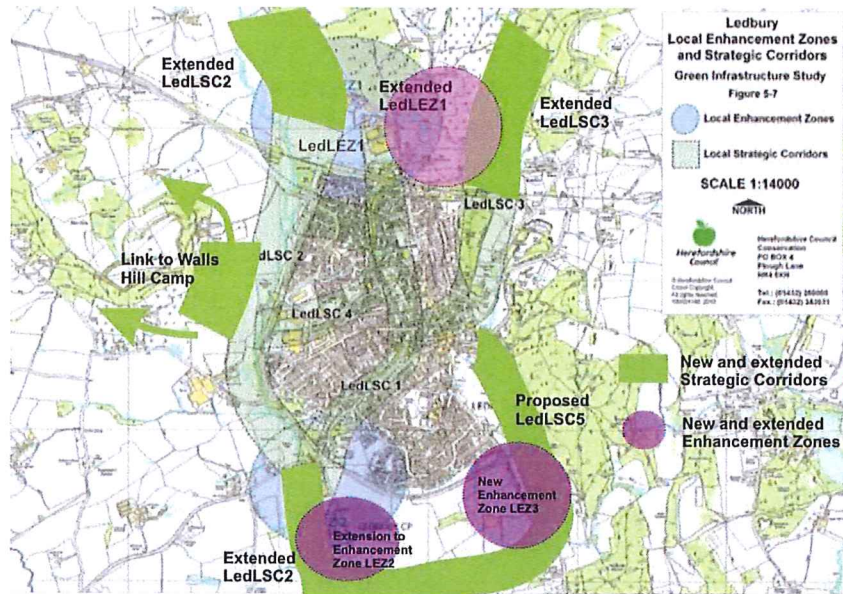 Ledbury
Local Enhancement Zones
and Strategic Corridors
Green Infrastructure Study
Figure 5-7
Local Enhancement Zones
Local Strategic Corridors
SCALE 1:14000
NORTH
Herefordshire
Council
Herefordshire Council
Conservation
PO BOX 4
Plough Lane
Extended
LedLSC2
Extended
LedLEZ1
Extended
LedLSC3
LedLEZ1
LedLSC 3
Link to Walls
Hill Camp
LedLSC 2
LedLSC 4
LedLSC 1
Proposed
LedLSC5
New and extended
Strategic Corridors
New and extended
Enhancement Zones
New
Enhancement
Zone LEZ3
Extension to
Enhancement
Zone LEZ2
Extended
LedLSC2